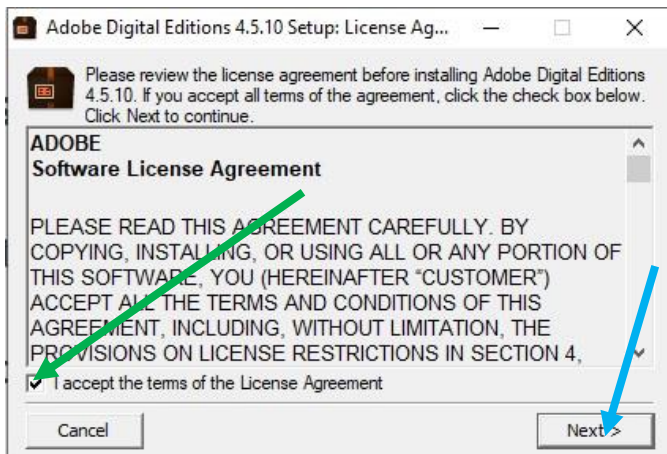 Adobe Digital Editions 4.5.10 Setup: License Ag...
Please review the license agreement before installing Adobe Digital Editions
4.5.10. If you accept all terms of the agreement, click the check box below.
Click Next to continue.
ADOBE
Software License Agreement
PLEASE READ THIS AGREEMENT CAREFULLY. BY
COPYING, INSTALLING, OR USING ALL OR ANY PORTION OF
THIS SOFTWARE, YOU (HEREINAFTER “CUSTOMER”)
ACCEPT ALL THE TERMS AND CONDITIONS OF THIS
AGREEMENT, INCLUDING, WITHOUT LIMITATION, THE
PROVISIONS ON LICENSE RESTRICTIONS IN SECTION 4,
I accept the terms of the License Agreement
Cancel
Next >